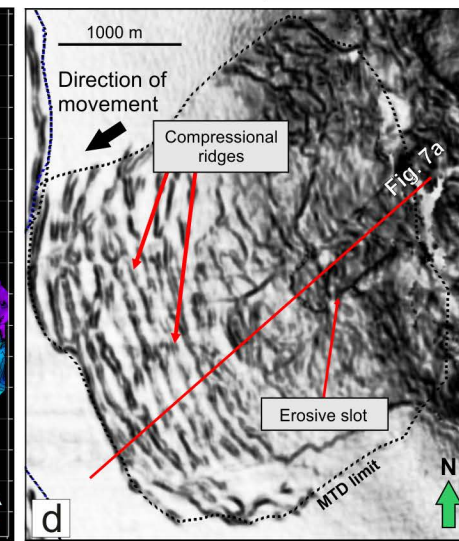 1000 m
Direction of
movement
Compressional
ridges
Fig. 7a
Erosive slot
MTD limit
N
d